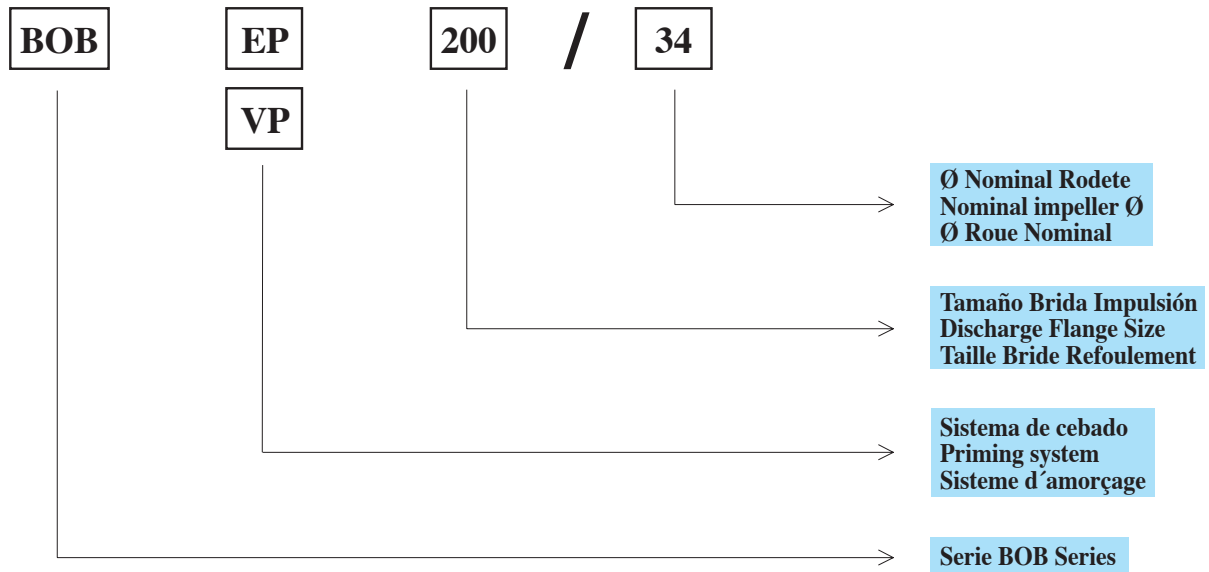 BOB EP 200 / 34
VP
Ø Nominal Rodete
Nominal impeller Ø
Ø Roue Nominal
Tamaño Brida Impulsión
Discharge Flange Size
Taille Bride Refoulement
Sistema de cebado
Priming system
Sisteme d´amorçage
Serie BOB Series